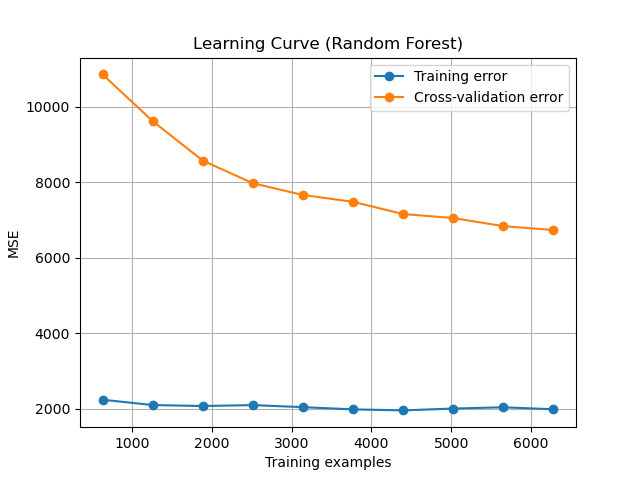 Learning Curve (Random Forest)
Training error
Cross-validation error
10000
8000
6000
4000
2000
MSE
1000 2000 3000 4000 5000 6000
Training examples